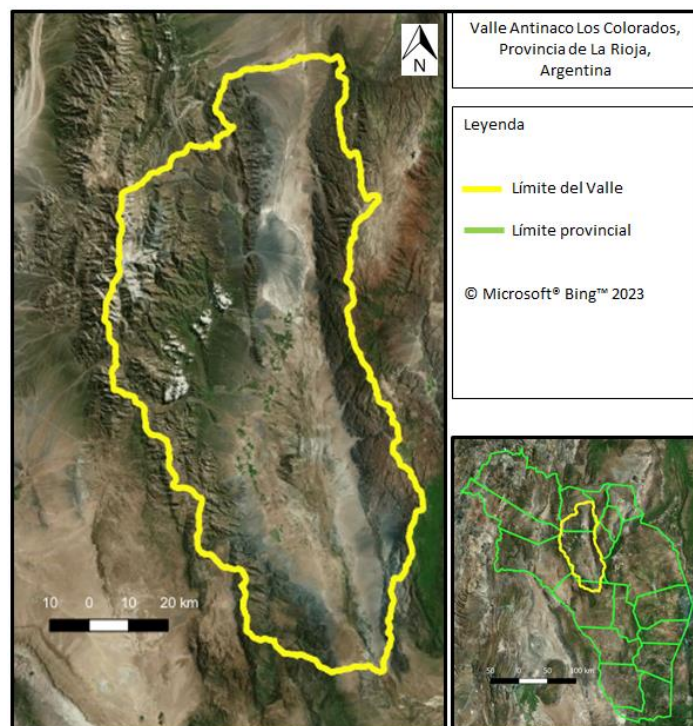 Valle Antinaco Los Colorados,
Provincia de La Rioja,
Argentina
N
Leyenda
Límite del Valle
Límite provincial
© Microsoft® Bing™ 2023
10 0 10 20 km
50 0 50 100 km